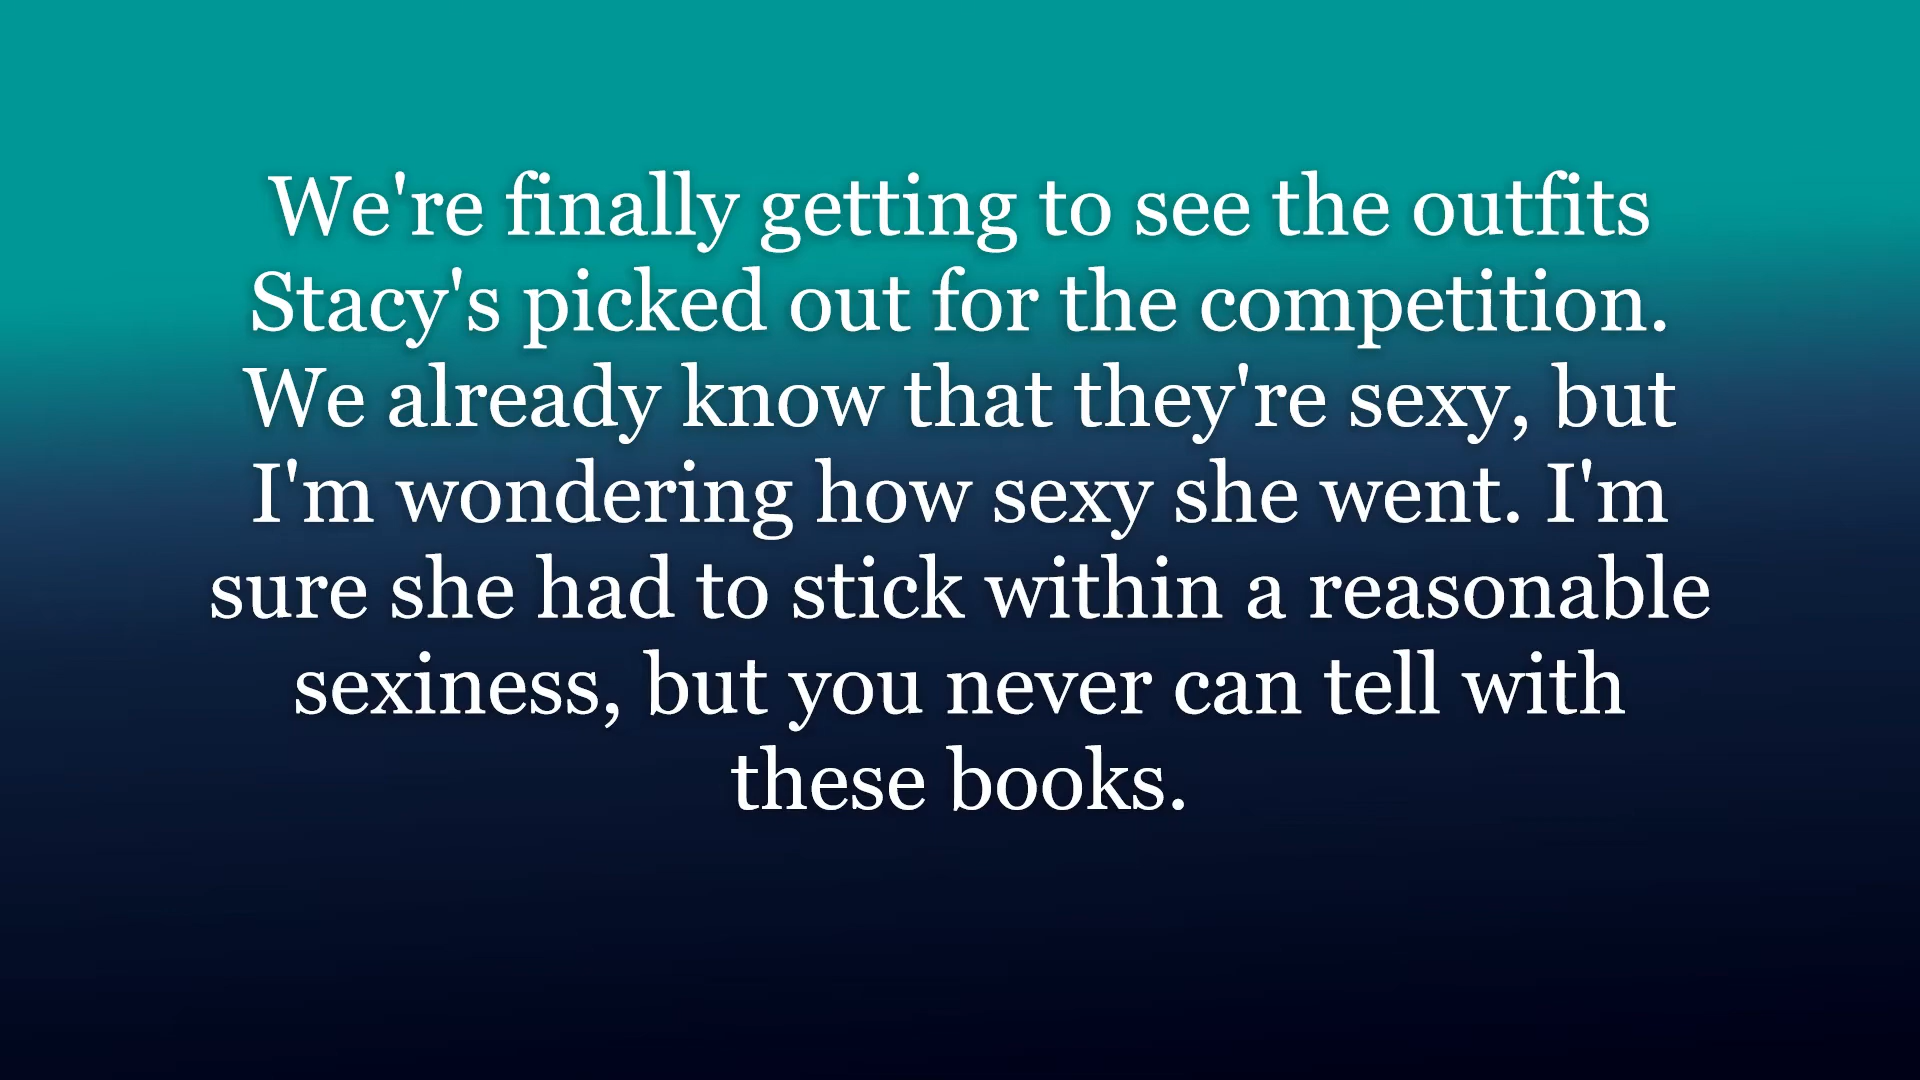 We're finally getting to see the outfits
Stacy's picked out for the competition.
We already know that they're sexy, but
I'm wondering how sexy she went. I'm
sure she had to stick within a reasonable
sexiness, but you never can tell with
these books.